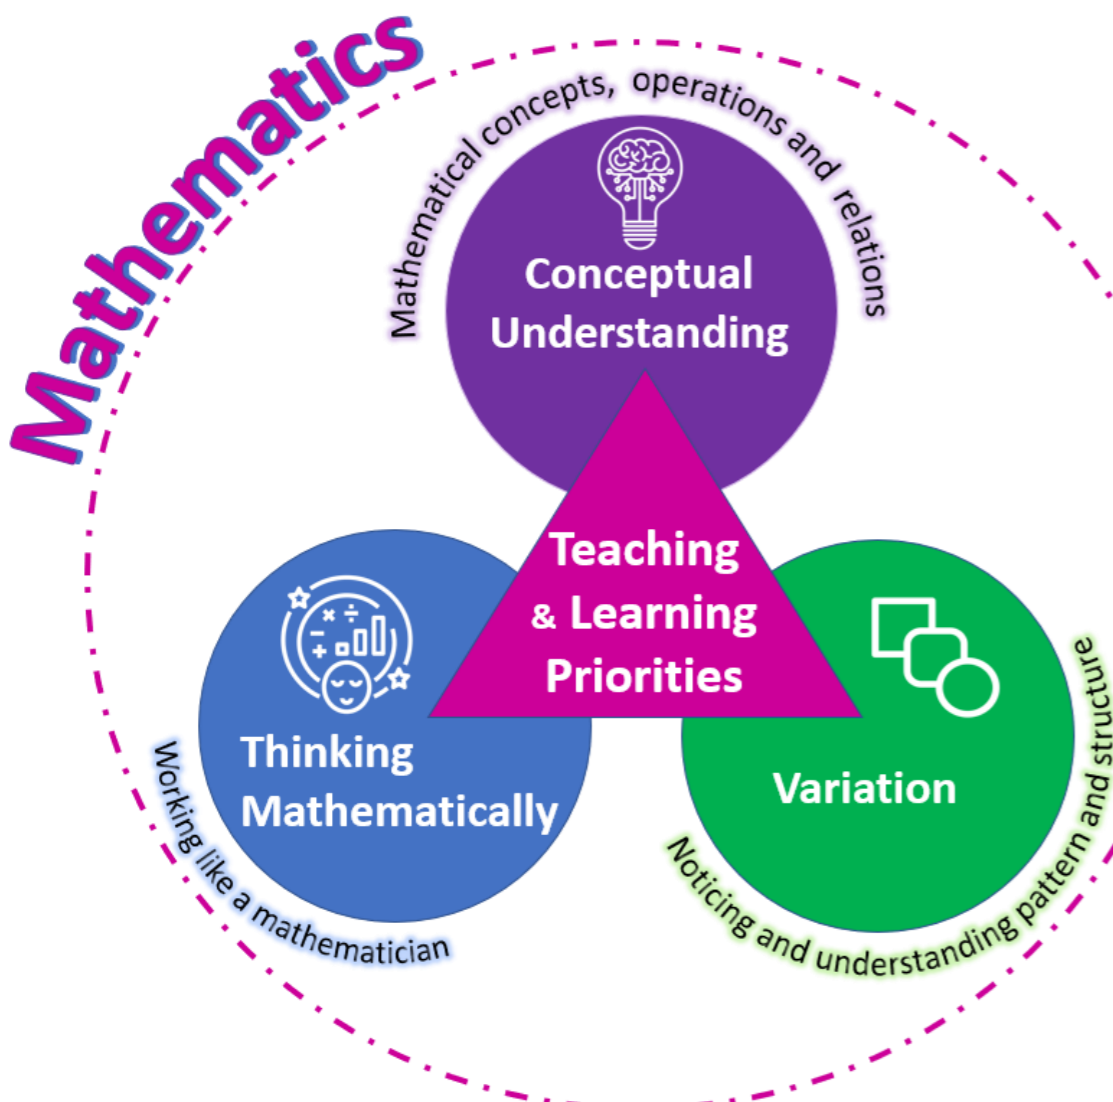 Mathematics
Mathematical concepts, operations and relations
Conceptual
Understanding
Teaching
& Learning
Priorities
Thinking
Mathematically
Working like a mathematician
Variation
Noticing and understanding pattern and structure